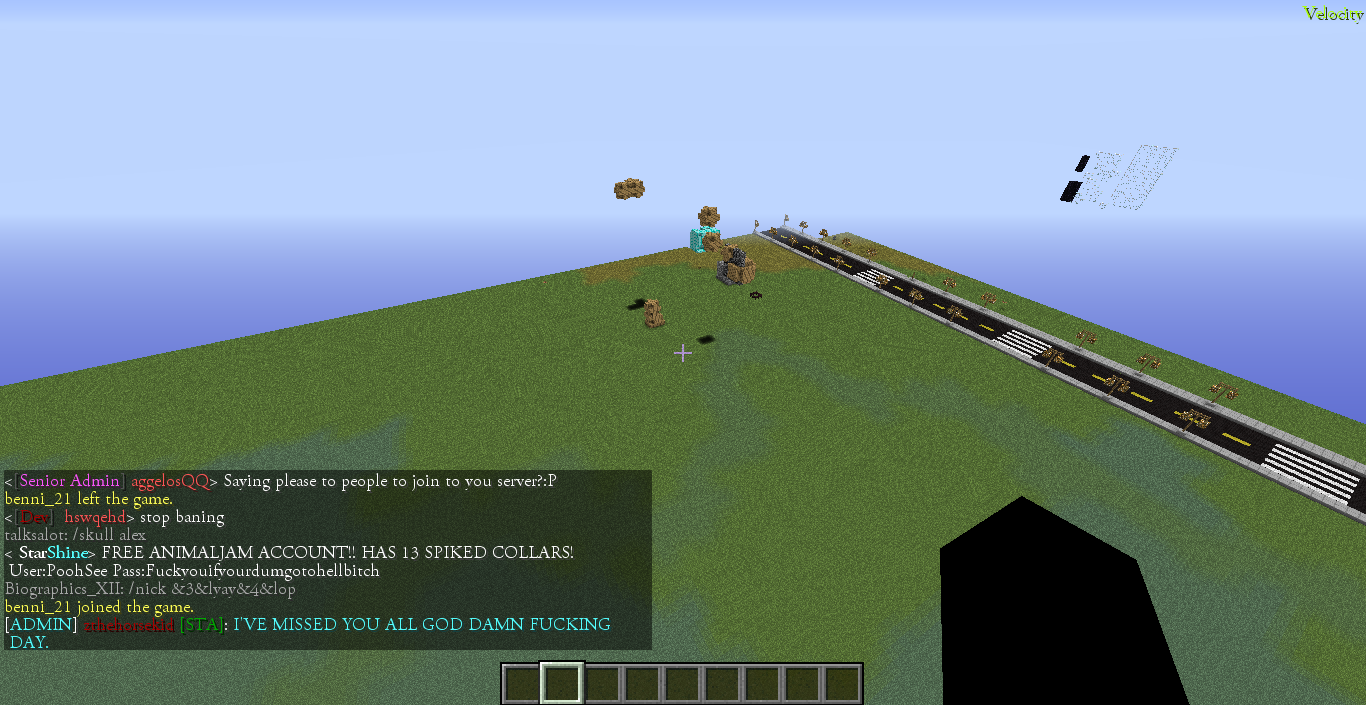 Velocity
<[Senior Admin] aggelosQQ> Saying please to people to join to you server?:P
benni_21 left the game.
<[Dev] hswqehd> stop baning
talksalot: /skull alex
< StarShine> FREE ANIMALJAM ACCOUNT!! HAS 13 SPIKED COLLARS!
User:PoohSee Pass:Fuckyouifyourdumgotohellbitch
Biographics_XII: /nick &3&lyay&4&lop
benni_21 joined the game.
[ADMIN] zthehorsekid [STA]: I'VE MISSED YOU ALL GOD DAMN FUCKING
DAY.